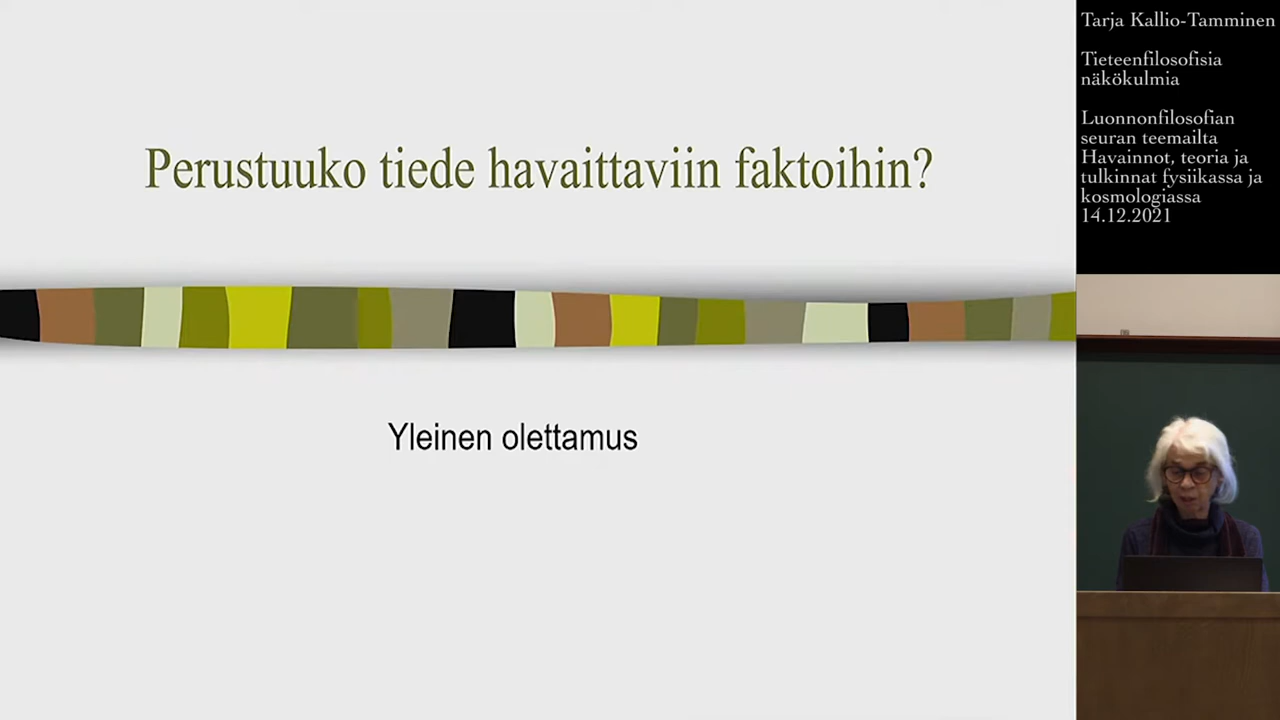 Perustuuko tiede havaittaviin faktoihin?
Yleinen olettamus
Tarja Kallio-Tamminen
Tieteenfilosofisia
näkökulmia
Luonnonfilosofian
seuran teemailta
Havainnot, teoria ja
tulkinnat fysiikassa ja
kosmologiassa
14.12.2021